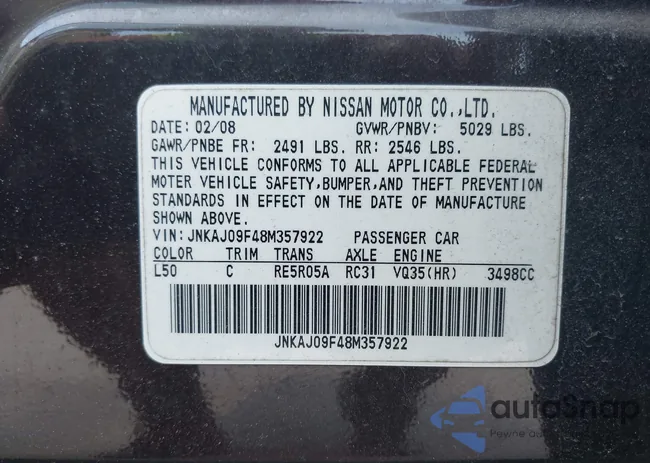 MANUFACTURED BY NISSAN MOTOR CO.,LTD.
DATE: 02/08 GVWR/PNBV: 5029 LBS.
GAWR/PNBE FR: 2491 LBS. RR: 2546 LBS.
THIS VEHICLE CONFORMS TO ALL APPLICABLE FEDERAL
MOTOR VEHICLE SAFETY,BUMPER,AND THEFT PREVENTION
STANDARDS IN EFFECT ON THE DATE OF MANUFACTURE
SHOWN ABOVE.
VIN: JNKAJ09F48M357922 PASSENGER CAR
COLOR TRIM TRANS AXLE ENGINE
L50 C RE5R05A RC31 VQ35(HR) 3498CC
JNKAJ09F48M357922
autoSnap
Pewne auto